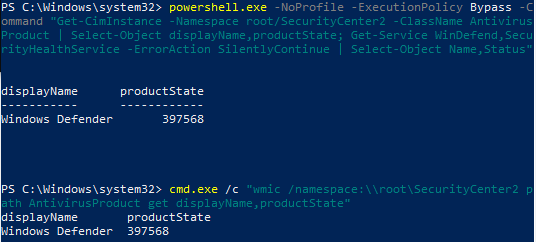 PS C:\Windows\system32> powershell.exe -NoProfile -ExecutionPolicy Bypass -C
ommand "Get-CimInstance -Namespace root/SecurityCenter2 -ClassName Antivirus
Product | Select-Object displayName,productState; Get-Service WinDefend,Secu
rityHealthService -ErrorAction SilentlyContinue | Select-Object Name,Status"
displayName productState
----------- ------------
Windows Defender 397568
PS C:\Windows\system32> cmd.exe /c "wmic /namespace:\\root\SecurityCenter2 p
ath AntivirusProduct get displayName,productState"
displayName productState
Windows Defender 397568